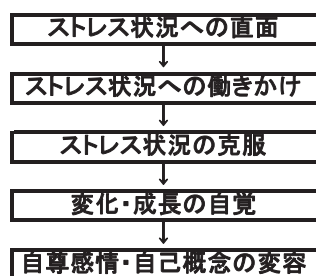 ストレス状況への直面
ストレス状況への働きかけ
ストレス状況の克服
変化・成長の自覚
自尊感情・自己概念の変容